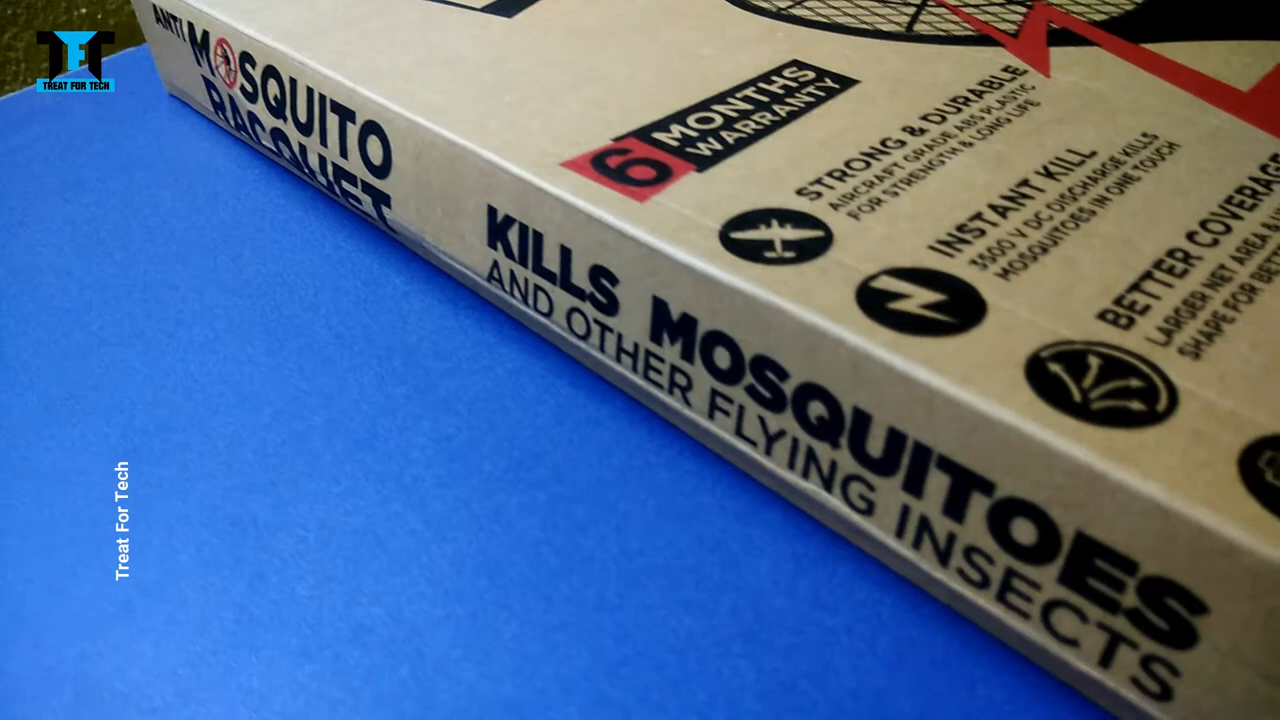 TFT
TREAT FOR TECH
ANTI
MOSQUITO
RACQUET
KILLS MOSQUITOES
AND OTHER FLYING INSECTS
6 MONTHS
WARRANTY
STRONG & DURABLE
AIRCRAFT GRADE ABS PLASTIC
FOR STRENGTH & LONG LIFE
INSTANT KILL
3500 V DC DISCHARGE KILLS
MOSQUITOES IN ONE TOUCH
BETTER COVERAGE
LARGER NET AREA &
SHAPE FOR
Treat For Tech